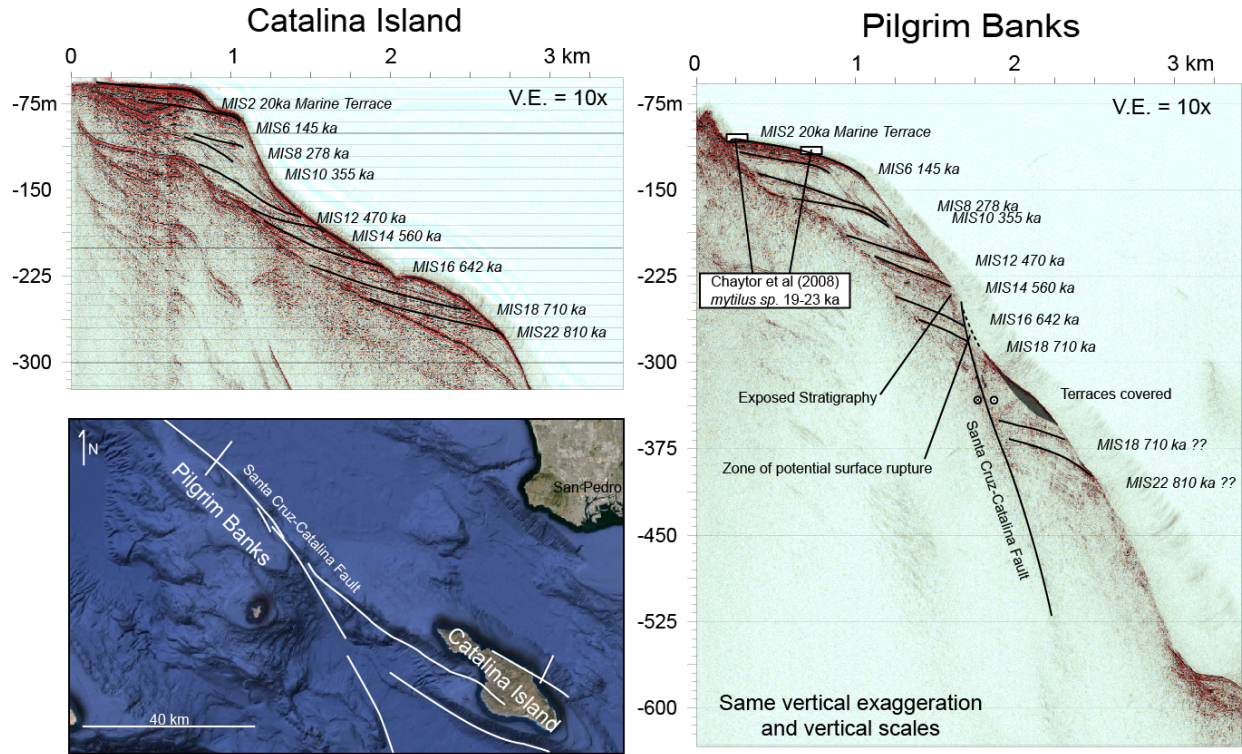 Catalina Island
0 1 2 3 km
V.E. = 10x
-75m
-150
-225
-300
MIS2 20ka Marine Terrace
MIS6 145 ka
MIS8 278 ka
MIS10 355 ka
MIS12 470 ka
MIS14 560 ka
MIS16 642 ka
MIS18 710 ka
MIS22 810 ka
N
Pilgrim Banks
Santa Cruz-Catalina Fault
San Pedro
Catalina Island
40 km
Pilgrim Banks
0 1 2 3 km
V.E. = 10x
-75m
-150
-225
-300
-375
-450
-525
-600
MIS2 20ka Marine Terrace
MIS6 145 ka
MIS8 278 ka
MIS10 355 ka
MIS12 470 ka
MIS14 560 ka
MIS16 642 ka
MIS18 710 ka
Chaytor et al (2008)
mytilus sp. 19-23 ka
Exposed Stratigraphy
Terraces covered
Zone of potential surface rupture
MIS18 710 ka ??
MIS22 810 ka ??
Santa Cruz-Catalina Fault
Same vertical exaggeration
and vertical scales